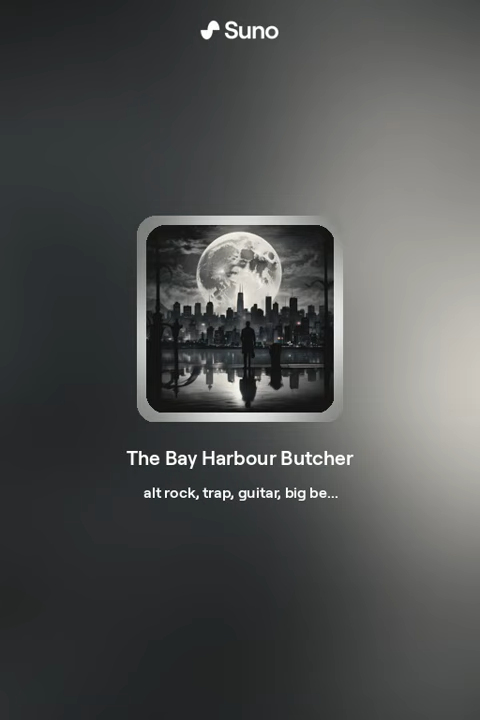 Suno
The Bay Harbour Butcher
alt rock, trap, guitar, big be...